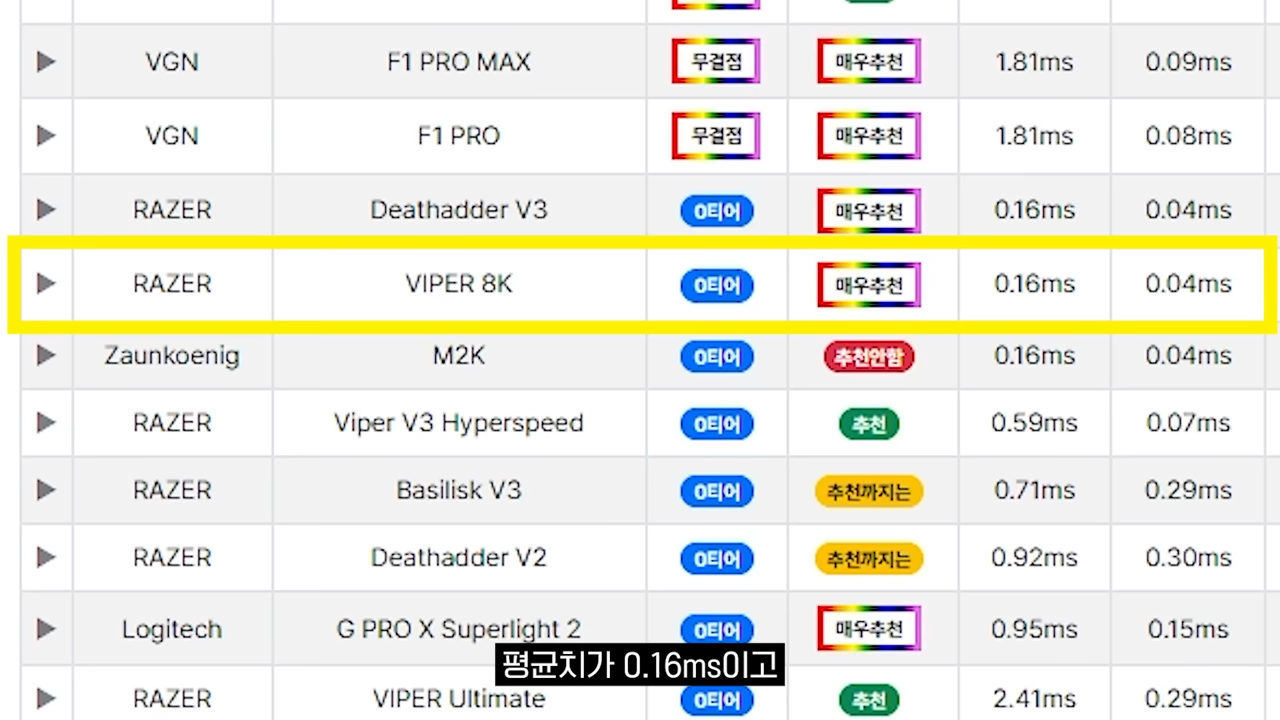 VGN F1 PRO MAX 무결점 매우추천 1.81ms 0.09ms
VGN F1 PRO 무결점 매우추천 1.81ms 0.08ms
RAZER Deathadder V3 0티어 매우추천 0.16ms 0.04ms
RAZER VIPER 8K 0티어 매우추천 0.16ms 0.04ms
Zaunkoenig M2K 0티어 추천안함 0.16ms 0.04ms
RAZER Viper V3 Hyperspeed 0티어 추천 0.59ms 0.07ms
RAZER Basilisk V3 0티어 추천까지는 0.71ms 0.29ms
RAZER Deathadder V2 0티어 추천까지는 0.92ms 0.30ms
Logitech G PRO X Superlight 2 0티어 매우추천 0.95ms 0.15ms
평균치가 0.16ms이고
RAZER VIPER Ultimate 0티어 추천 2.41ms 0.29ms